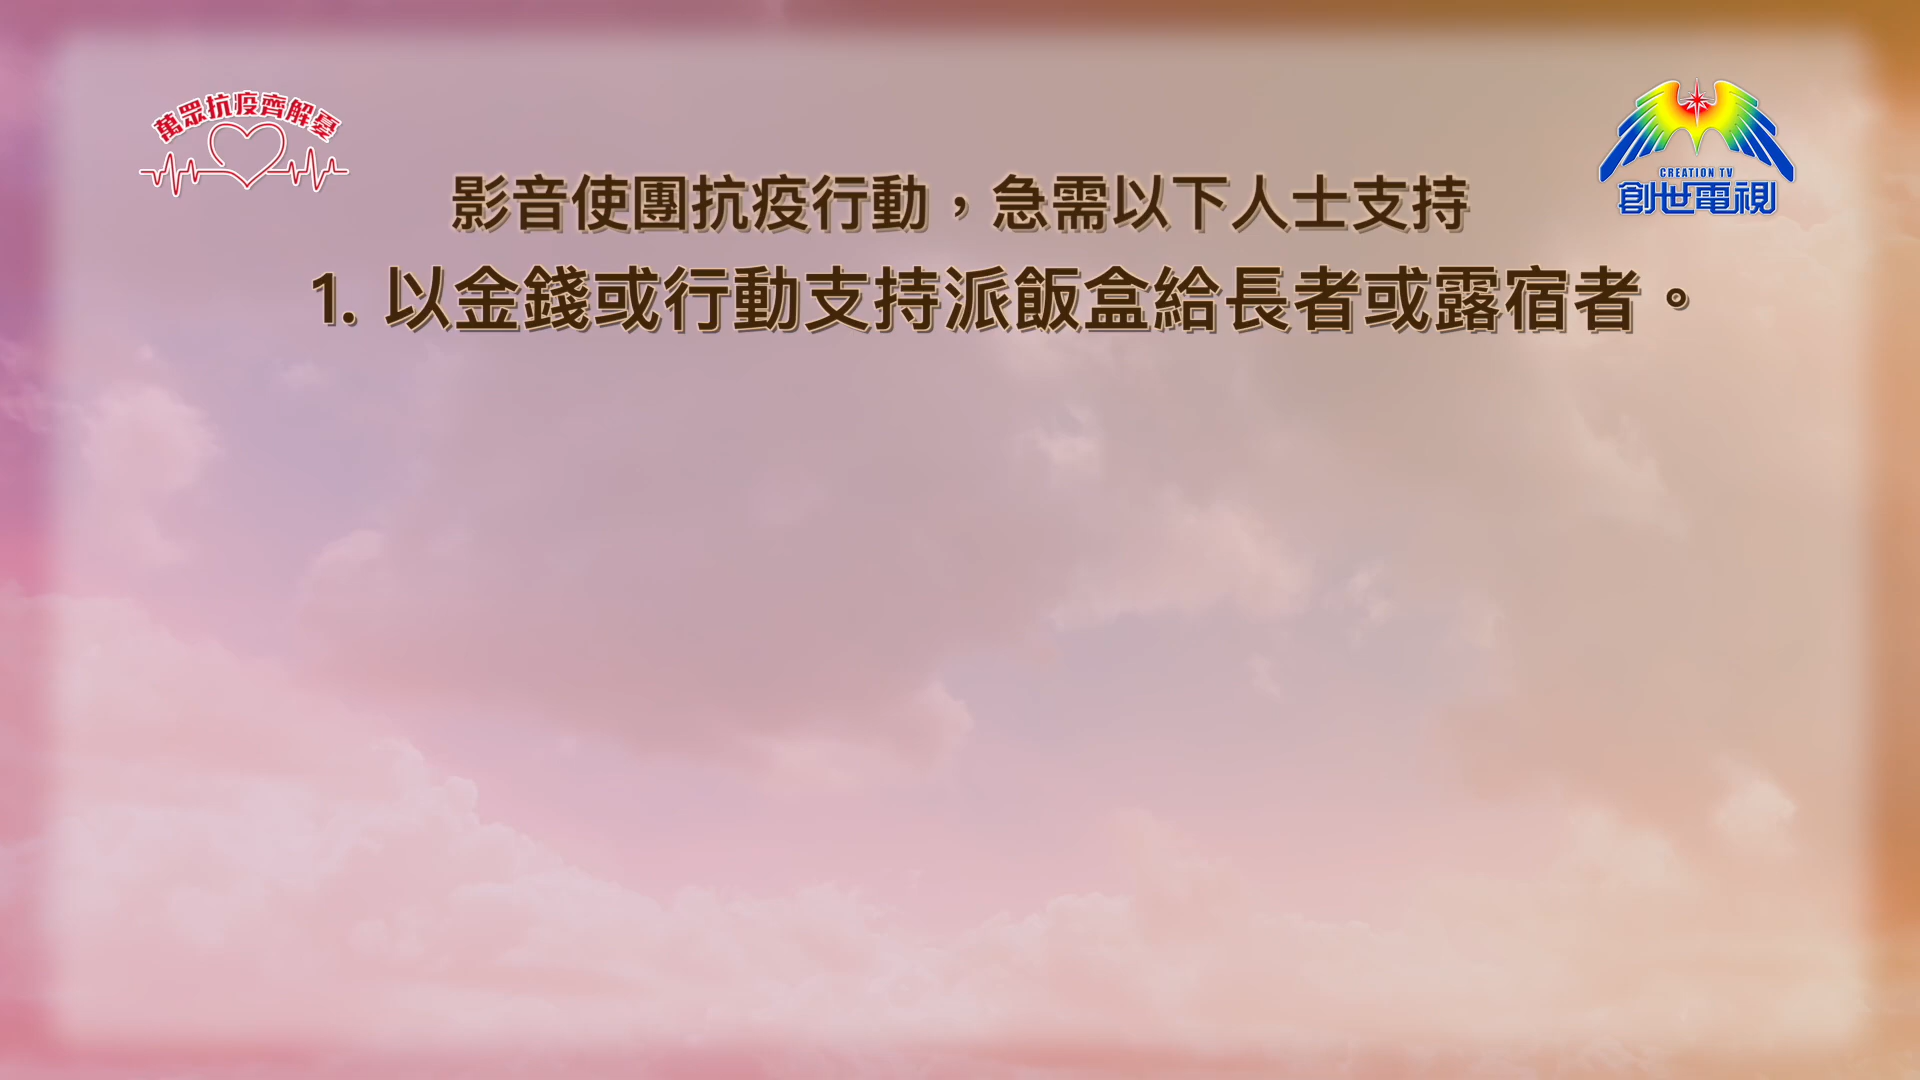 萬眾抗疫齊解憂
CREATION TV
創世電視
影音使團抗疫行動，急需以下人士支持
1. 以金錢或行動支持派飯盒給長者或露宿者。